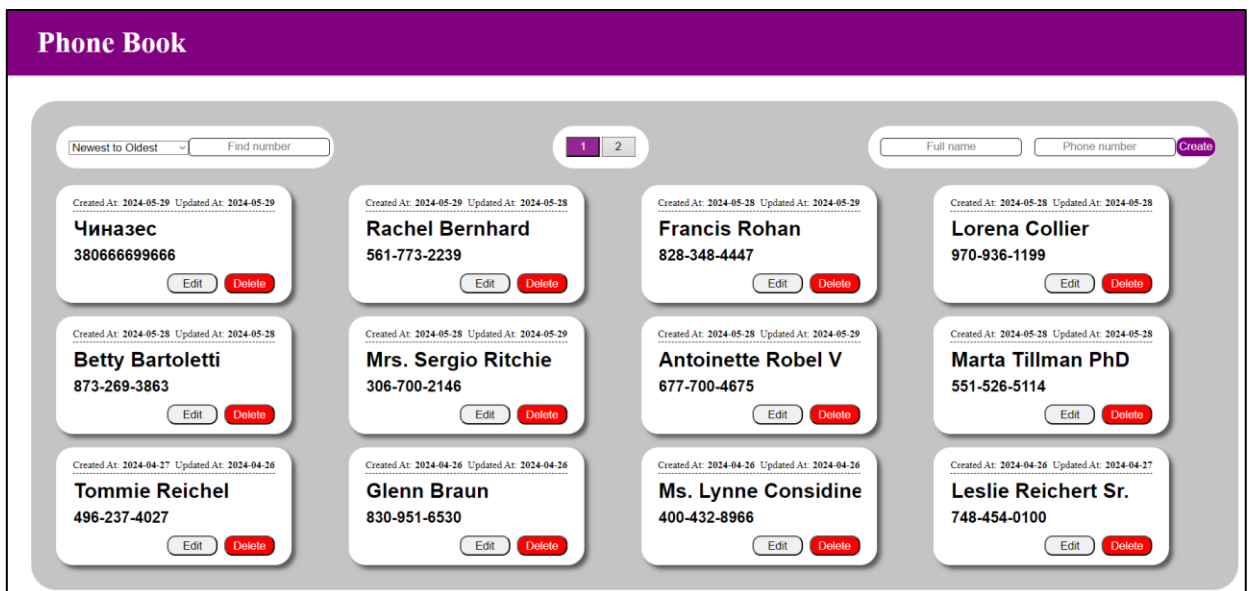 Phone Book
Newest to Oldest Find number 1 2 Full name Phone number Create
Created At: 2024-05-29 Updated At: 2024-05-29
Чиназес
380666699666
Edit Delete
Created At: 2024-05-29 Updated At: 2024-05-28
Rachel Bernhard
561-773-2239
Edit Delete
Created At: 2024-05-28 Updated At: 2024-05-29
Francis Rohan
828-348-4447
Edit Delete
Created At: 2024-05-28 Updated At: 2024-05-28
Lorena Collier
970-936-1199
Edit Delete
Created At: 2024-05-28 Updated At: 2024-05-28
Betty Bartoletti
873-269-3863
Edit Delete
Created At: 2024-05-28 Updated At: 2024-05-29
Mrs. Sergio Ritchie
306-700-2146
Edit Delete
Created At: 2024-05-28 Updated At: 2024-05-29
Antoinette Robel V
677-700-4675
Edit Delete
Created At: 2024-05-28 Updated At: 2024-05-28
Marta Tillman PhD
551-526-5114
Edit Delete
Created At: 2024-04-27 Updated At: 2024-04-26
Tommie Reichel
496-237-4027
Edit Delete
Created At: 2024-04-26 Updated At: 2024-04-26
Glenn Braun
830-951-6530
Edit Delete
Created At: 2024-04-26 Updated At: 2024-04-26
Ms. Lynne Considine
400-432-8966
Edit Delete
Created At: 2024-04-26 Updated At: 2024-04-27
Leslie Reichert Sr.
748-454-0100
Edit Delete